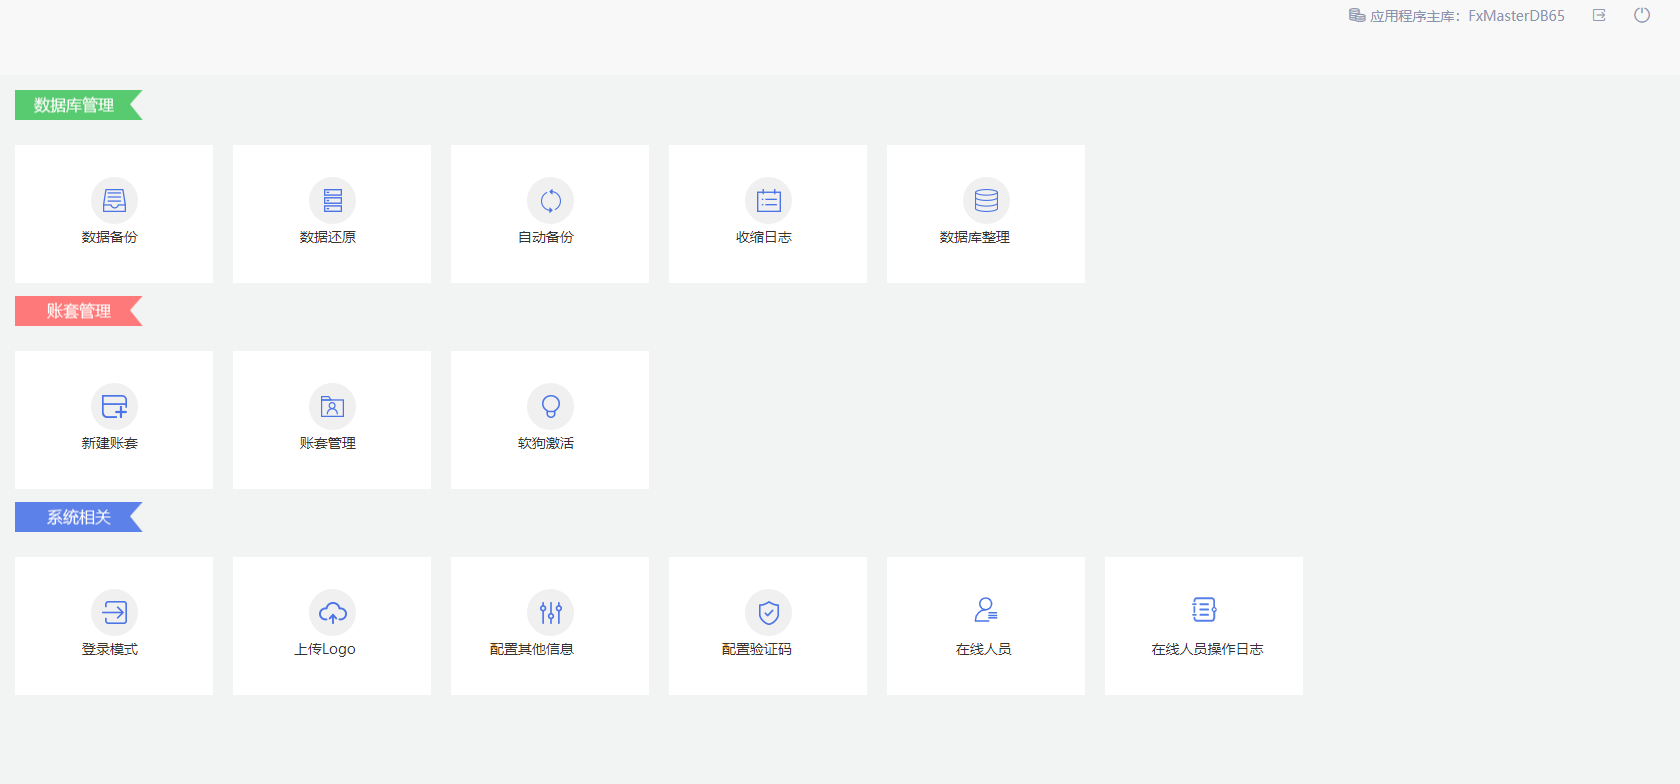 应用程序主库：FxMasterDB65
数据库管理
数据备份
数据还原
自动备份
收缩日志
数据库整理
账套管理
新建账套
账套管理
软狗激活
系统相关
登录模式
上传Logo
配置其他信息
配置验证码
在线人员
在线人员操作日志